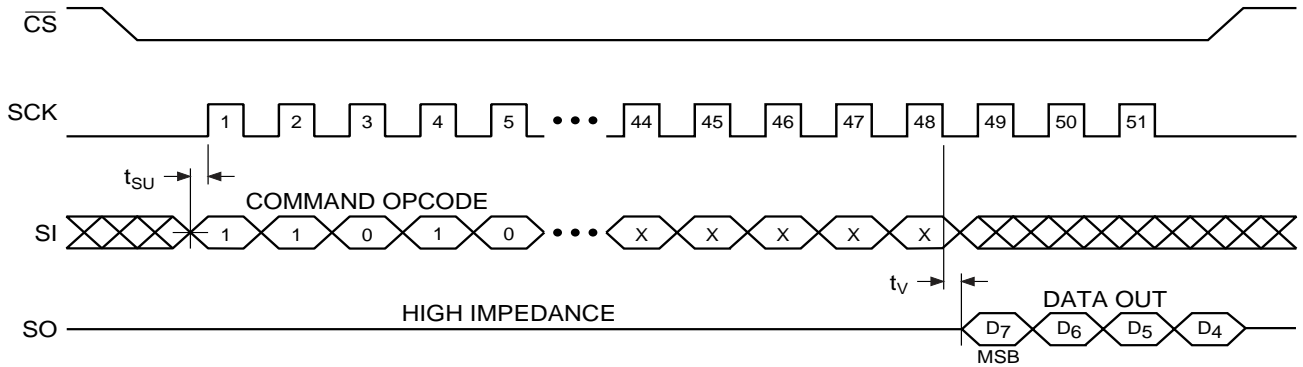 CS
SCK
1 2 3 4 5 ••• 44 45 46 47 48 49 50 51
tSU
COMMAND OPCODE
SI
1 1 0 1 0 ••• X X X X X
tV
HIGH IMPEDANCE
DATA OUT
SO
D7 D6 D5 D4
MSB